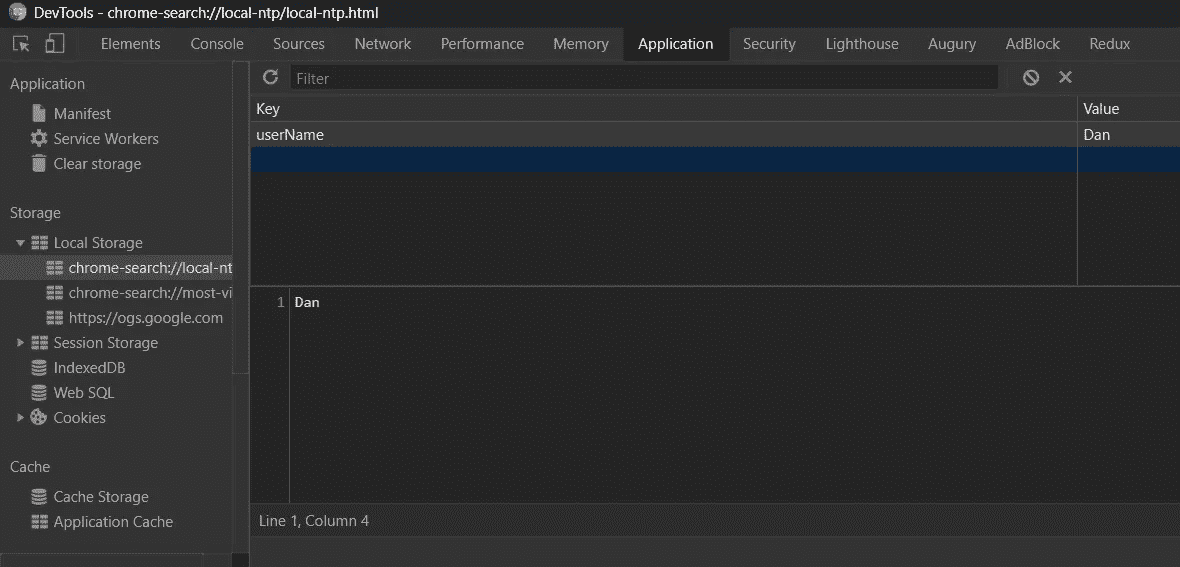 DevTools - chrome-search://local-ntp/local-ntp.html
Elements Console Sources Network Performance Memory Application Security Lighthouse Augury AdBlock Redux
Application
Manifest
Service Workers
Clear storage
Storage
Local Storage
chrome-search://local-nt
chrome-search://most-vi
https://ogs.google.com
Session Storage
IndexedDB
Web SQL
Cookies
Cache
Cache Storage
Application Cache
Filter
Key Value
userName Dan
1 Dan
Line 1, Column 4